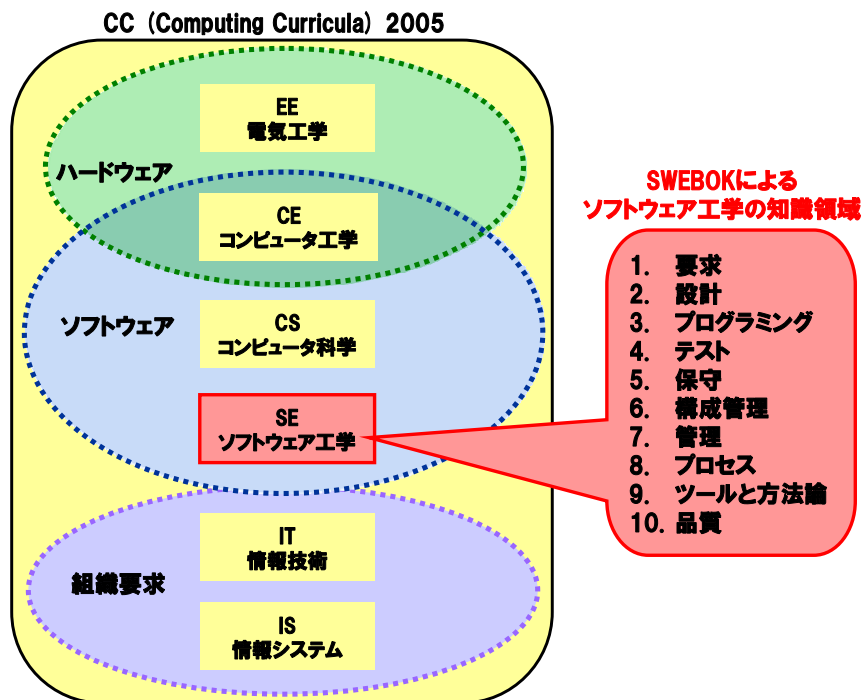 CC (Computing Curricula) 2005
EE
電気工学
ハードウェア
CE
コンピュータ工学
ソフトウェア
CS
コンピュータ科学
SE
ソフトウェア工学
IT
情報技術
組織要求
IS
情報システム
SWEBOKによる
ソフトウェア工学の知識領域
1. 要求
2. 設計
3. プログラミング
4. テスト
5. 保守
6. 構成管理
7. 管理
8. プロセス
9. ツールと方法論
10. 品質